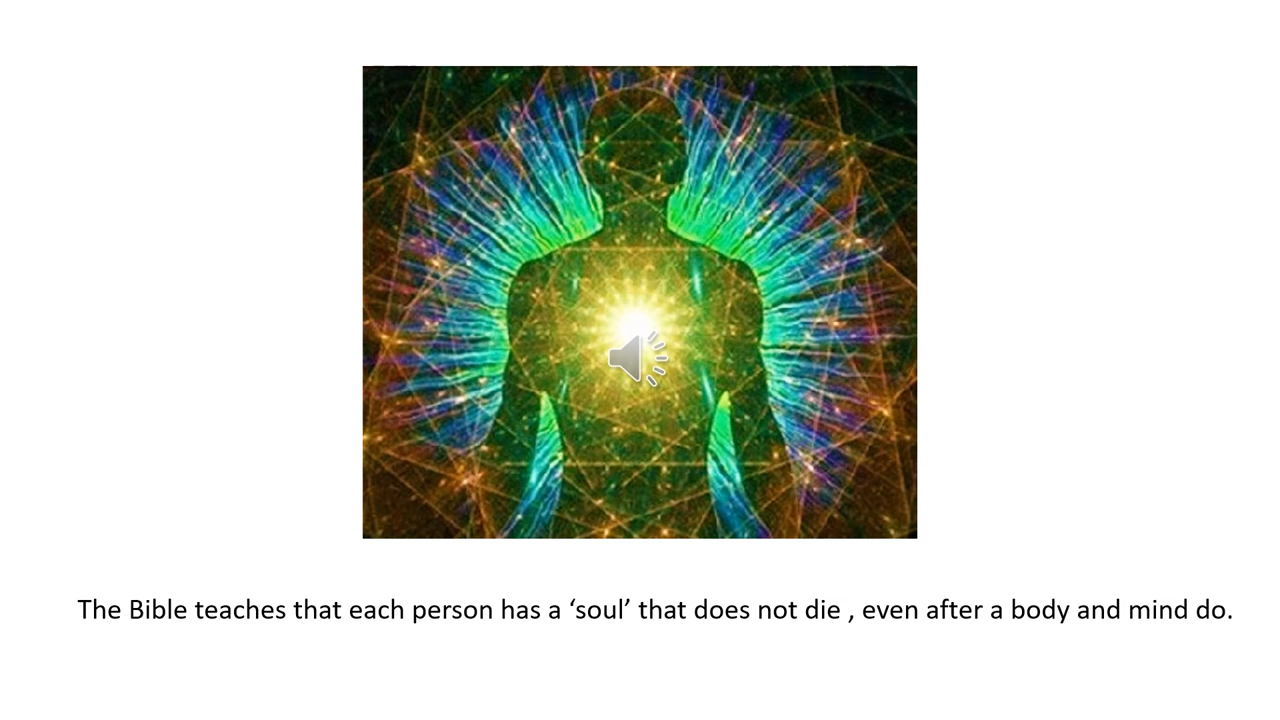 The Bible teaches that each person has a ‘soul’ that does not die , even after a body and mind do.